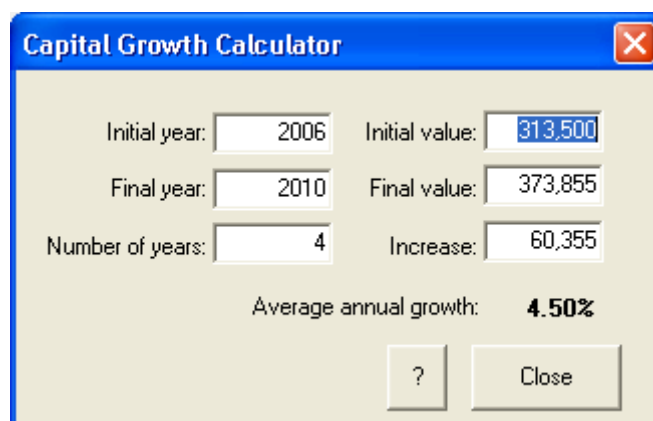 Capital Growth Calculator
Initial year: 2006 Initial value: 313,500
Final year: 2010 Final value: 373,855
Number of years: 4 Increase: 60,355
Average annual growth: 4.50%
? Close